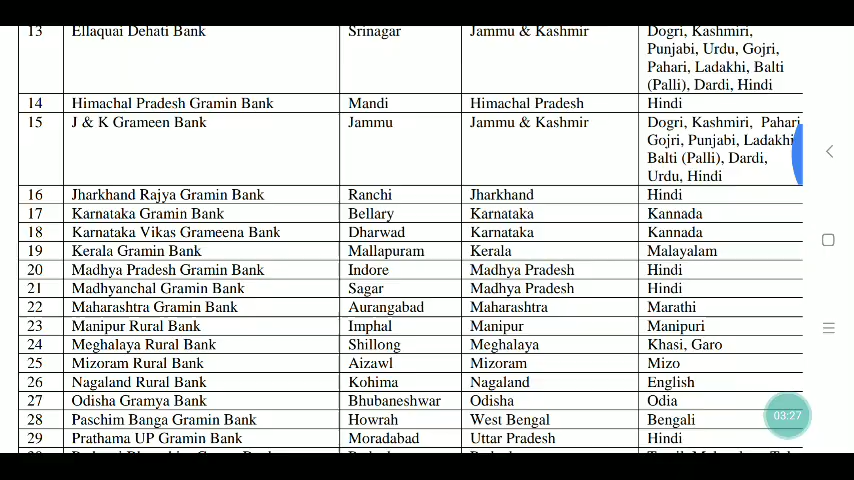 13 Ellaquai Dehati Bank Srinagar Jammu & Kashmir Dogri, Kashmiri,
Punjabi, Urdu, Gojri,
Pahari, Ladakhi, Balti
(Palli), Dardi, Hindi
14 Himachal Pradesh Gramin Bank Mandi Himachal Pradesh Hindi
15 J & K Grameen Bank Jammu Jammu & Kashmir Dogri, Kashmiri, Pahari
Gojri, Punjabi, Ladakhi
Balti (Palli), Dardi,
Urdu, Hindi
16 Jharkhand Rajya Gramin Bank Ranchi Jharkhand Hindi
17 Karnataka Gramin Bank Bellary Karnataka Kannada
18 Karnataka Vikas Grameena Bank Dharwad Karnataka Kannada
19 Kerala Gramin Bank Mallapuram Kerala Malayalam
20 Madhya Pradesh Gramin Bank Indore Madhya Pradesh Hindi
21 Madhyanchal Gramin Bank Sagar Madhya Pradesh Hindi
22 Maharashtra Gramin Bank Aurangabad Maharashtra Marathi
23 Manipur Rural Bank Imphal Manipur Manipuri
24 Meghalaya Rural Bank Shillong Meghalaya Khasi, Garo
25 Mizoram Rural Bank Aizawl Mizoram Mizo
26 Nagaland Rural Bank Kohima Nagaland English
27 Odisha Gramya Bank Bhubaneshwar Odisha Odia
28 Paschim Banga Gramin Bank Howrah West Bengal Bengali
29 Prathama UP Gramin Bank Moradabad Uttar Pradesh Hindi
03:27